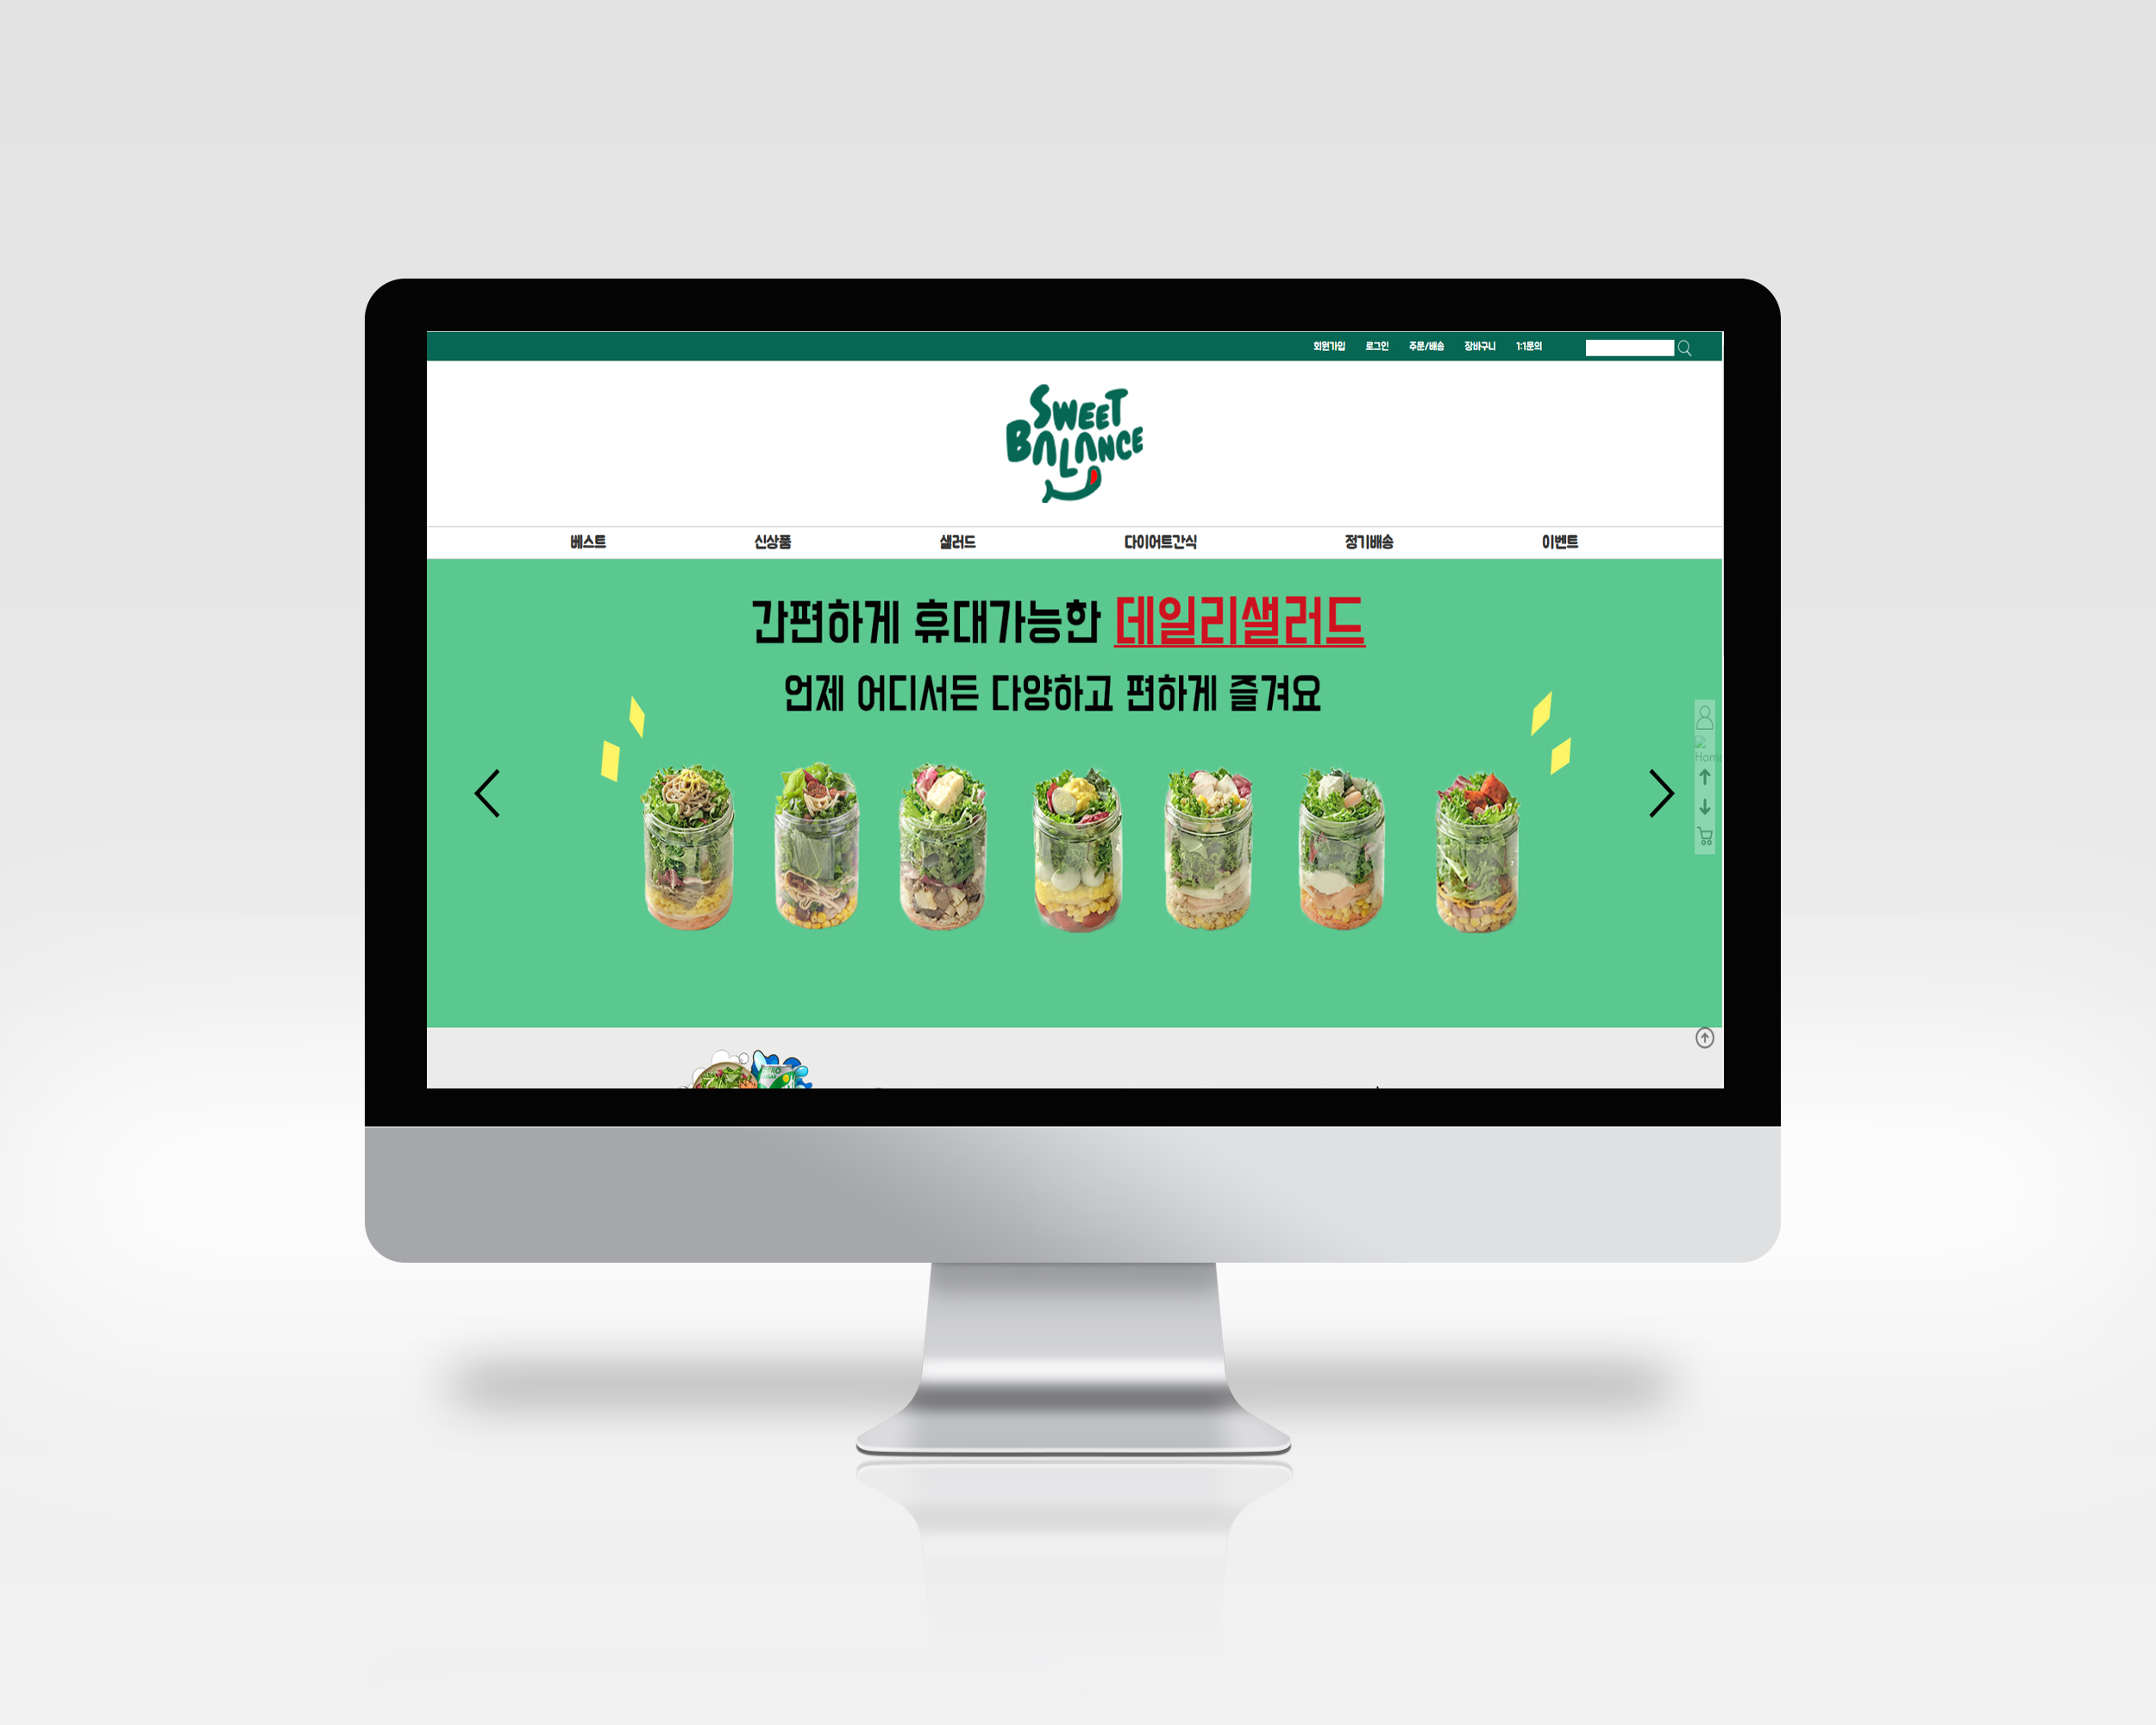 회원가입 로그인 주문/배송 장바구니 1:1문의
SWEET
BALANCE
베스트 신상품 샐러드 다이어트간식 정기배송 이벤트
간편하게 휴대가능한 데일리샐러드
언제 어디서든 다양하고 편하게 즐겨요
Home